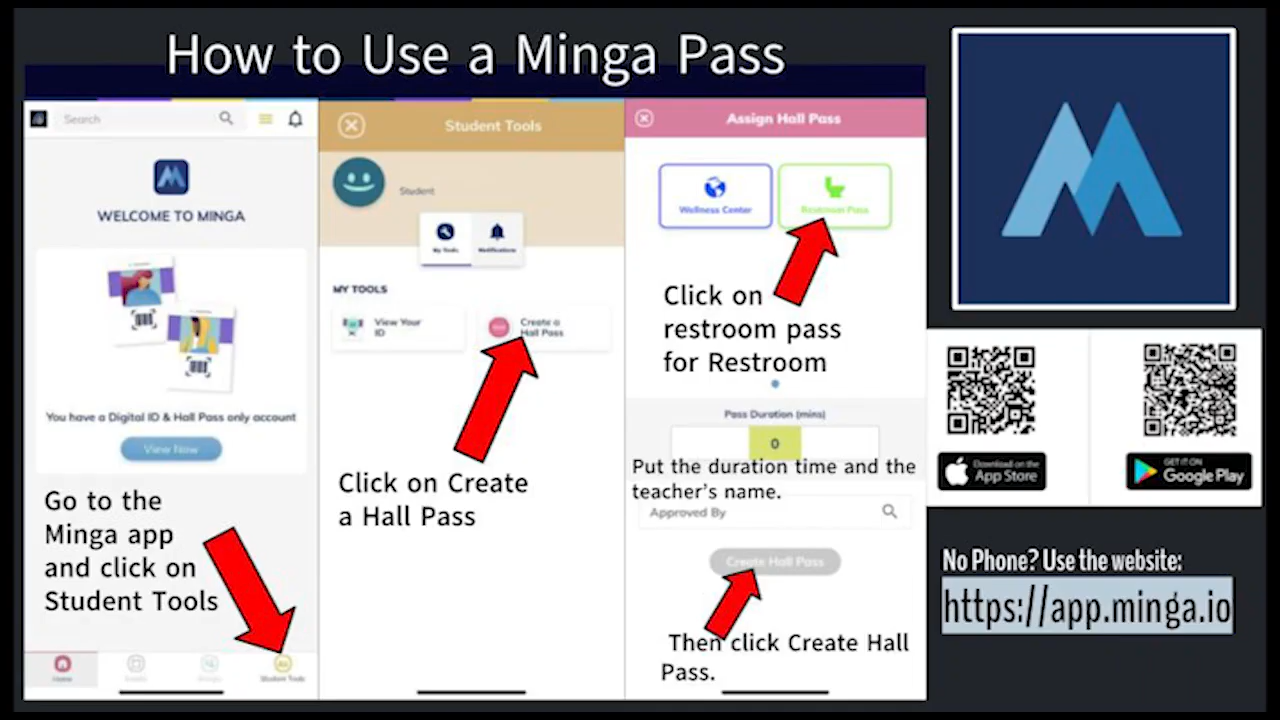 How to Use a Minga Pass
Search
WELCOME TO MINGA
You have a Digital ID & Hall Pass only account
View Now
Go to the
Minga app
and click on
Student Tools
Home
Student Tools
Student Tools
Student
My Tools
Notifications
MY TOOLS
View Your
ID
Create a
Hall Pass
Click on Create
a Hall Pass
Assign Hall Pass
Wellness Center
Restroom Pass
Click on
restroom pass
for Restroom
Pass Duration (mins)
0
Put the duration time and the
teacher's name.
Approved By
Create Hall Pass
Then click Create Hall
Pass.
Download on the
App Store
GET IT ON
Google Play
No Phone? Use the website:
https://app.minga.io